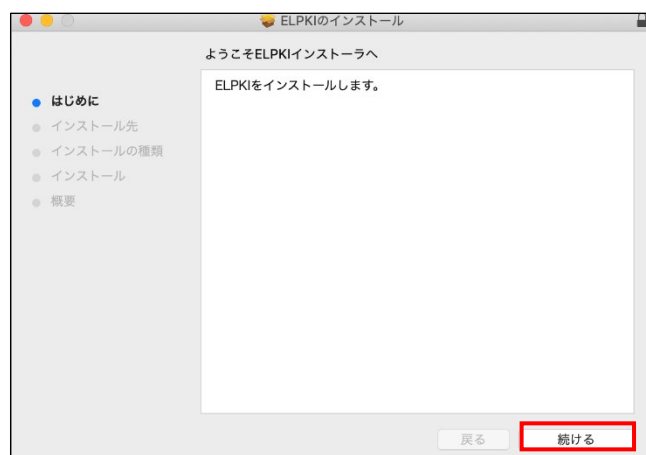 ELPKIのインストール
ようこそELPKIインストーラへ
はじめに
インストール先
インストールの種類
インストール
概要
ELPKIをインストールします。
戻る
続ける